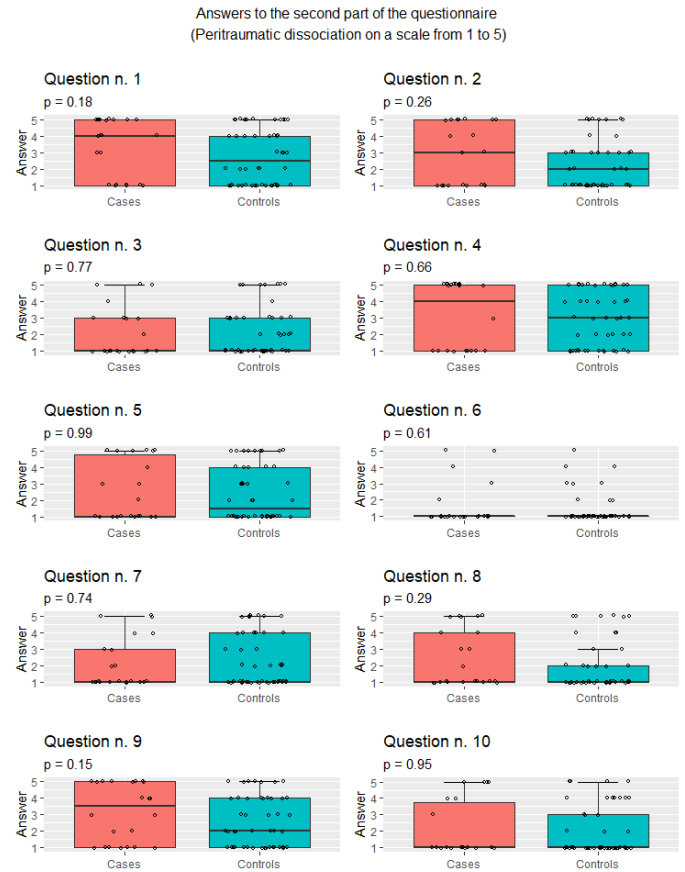 Answers to the second part of the questionnaire
(Peritraumatic dissociation on a scale from 1 to 5)
Question n. 1
p = 0.18
5
4
3
2
1
Answer
Cases Controls
Question n. 2
p = 0.26
5
4
3
2
1
Answer
Cases Controls
Question n. 3
p = 0.77
5
4
3
2
1
Answer
Cases Controls
Question n. 4
p = 0.66
5
4
3
2
1
Answer
Cases Controls
Question n. 5
p = 0.99
5
4
3
2
1
Answer
Cases Controls
Question n. 6
p = 0.61
5
4
3
2
1
Answer
Cases Controls
Question n. 7
p = 0.74
5
4
3
2
1
Answer
Cases Controls
Question n. 8
p = 0.29
5
4
3
2
1
Answer
Cases Controls
Question n. 9
p = 0.15
5
4
3
2
1
Answer
Cases Controls
Question n. 10
p = 0.95
5
4
3
2
1
Answer
Cases Controls